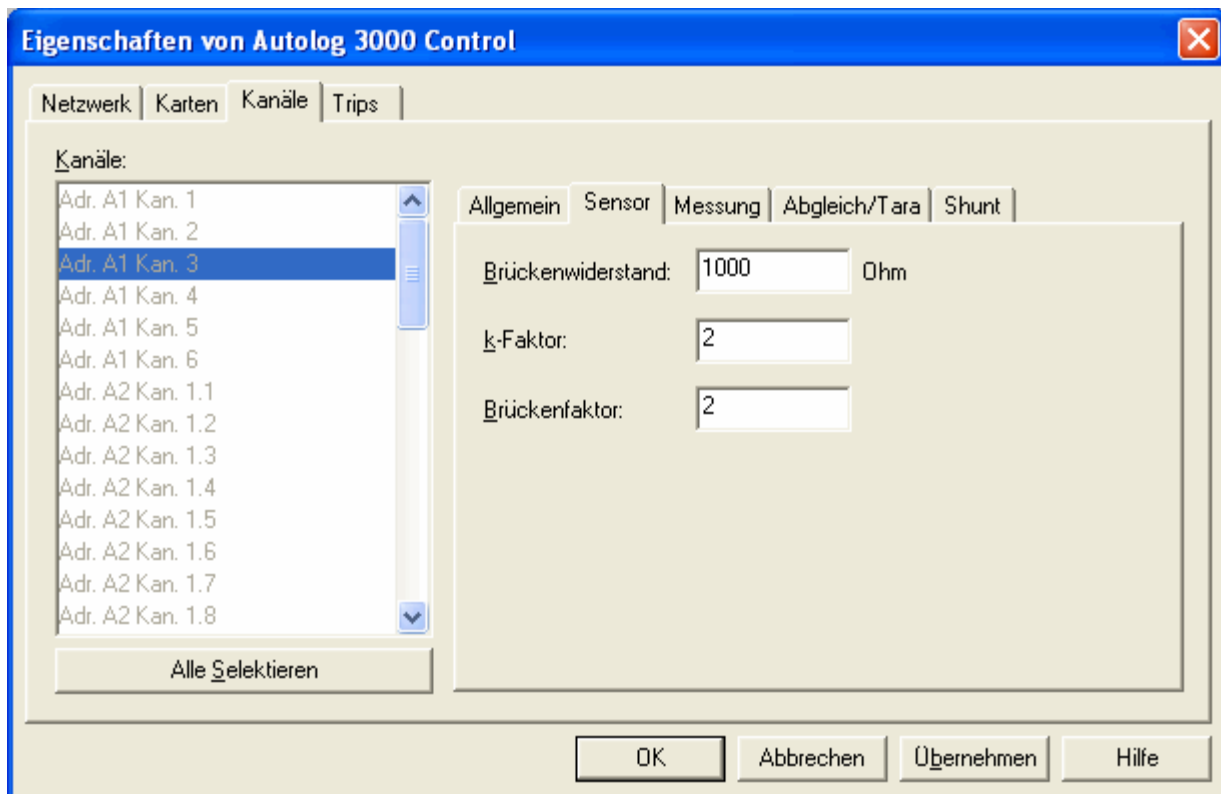 Eigenschaften von Autolog 3000 Control
Netzwerk Karten Kanäle Trips
Kanäle:
Adr. A1 Kan. 1
Adr. A1 Kan. 2
Adr. A1 Kan. 3
Adr. A1 Kan. 4
Adr. A1 Kan. 5
Adr. A1 Kan. 6
Adr. A2 Kan. 1.1
Adr. A2 Kan. 1.2
Adr. A2 Kan. 1.3
Adr. A2 Kan. 1.4
Adr. A2 Kan. 1.5
Adr. A2 Kan. 1.6
Adr. A2 Kan. 1.7
Adr. A2 Kan. 1.8
Alle Selektieren
Allgemein Sensor Messung Abgleich/Tara Shunt
Brückenwiderstand: 1000 Ohm
k-Faktor: 2
Brückenfaktor: 2
OK Abbrechen Übernehmen Hilfe